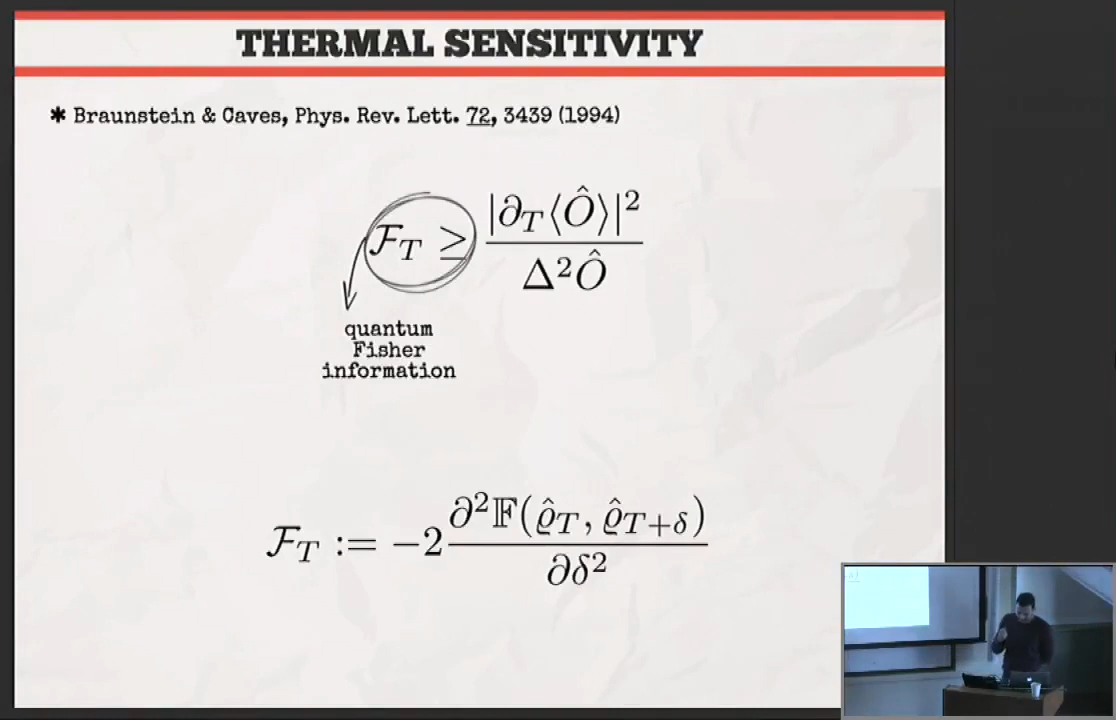 THERMAL SENSITIVITY
* Braunstein & Caves, Phys. Rev. Lett. 72, 3439 (1994)
ℱ_T ≥ |∂_T⟨Ô⟩|² / Δ²Ô
quantum
Fisher
information
ℱ_T := −2 ∂²𝔽(ϱ̂_T, ϱ̂_{T+δ}) / ∂δ²